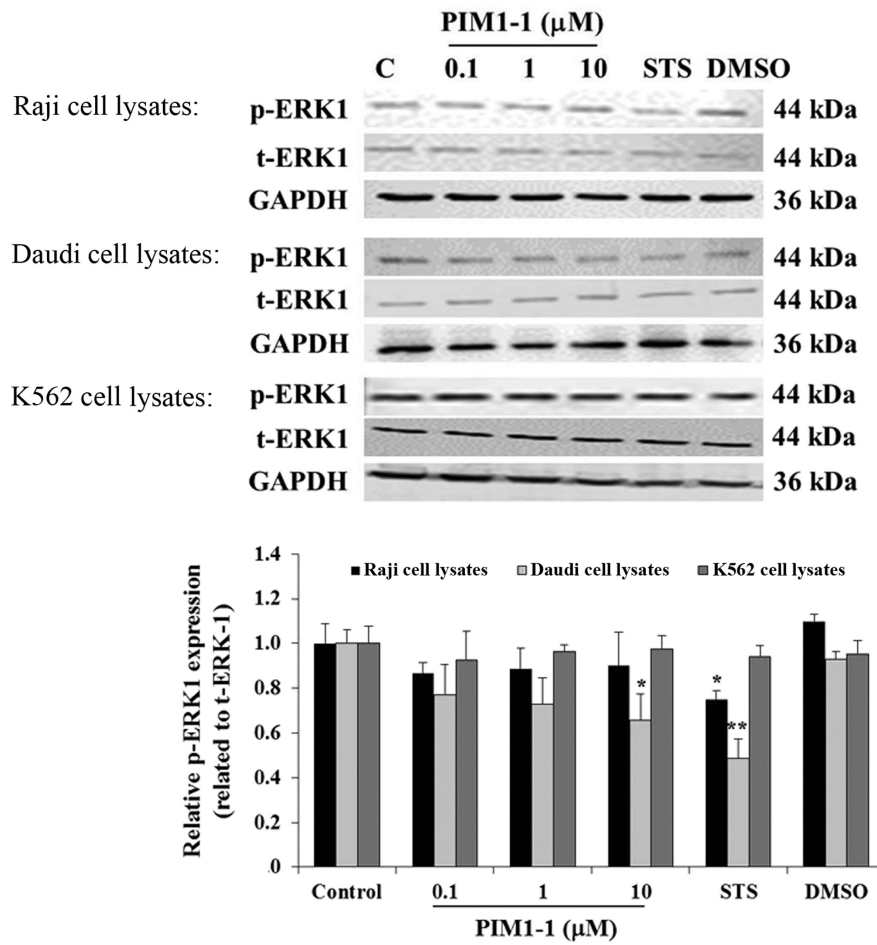 PIM1-1 (µM)
C 0.1 1 10 STS DMSO
Raji cell lysates: p-ERK1 44 kDa
t-ERK1 44 kDa
GAPDH 36 kDa
Daudi cell lysates: p-ERK1 44 kDa
t-ERK1 44 kDa
GAPDH 36 kDa
K562 cell lysates: p-ERK1 44 kDa
t-ERK1 44 kDa
GAPDH 36 kDa
Relative p-ERK1 expression
(related to t-ERK-1)
1.4
1.2
1.0
0.8
0.6
0.4
0.2
.0
Raji cell lysates Daudi cell lysates K562 cell lysates
*
*
**
Control 0.1 1 10 STS DMSO
PIM1-1 (µM)